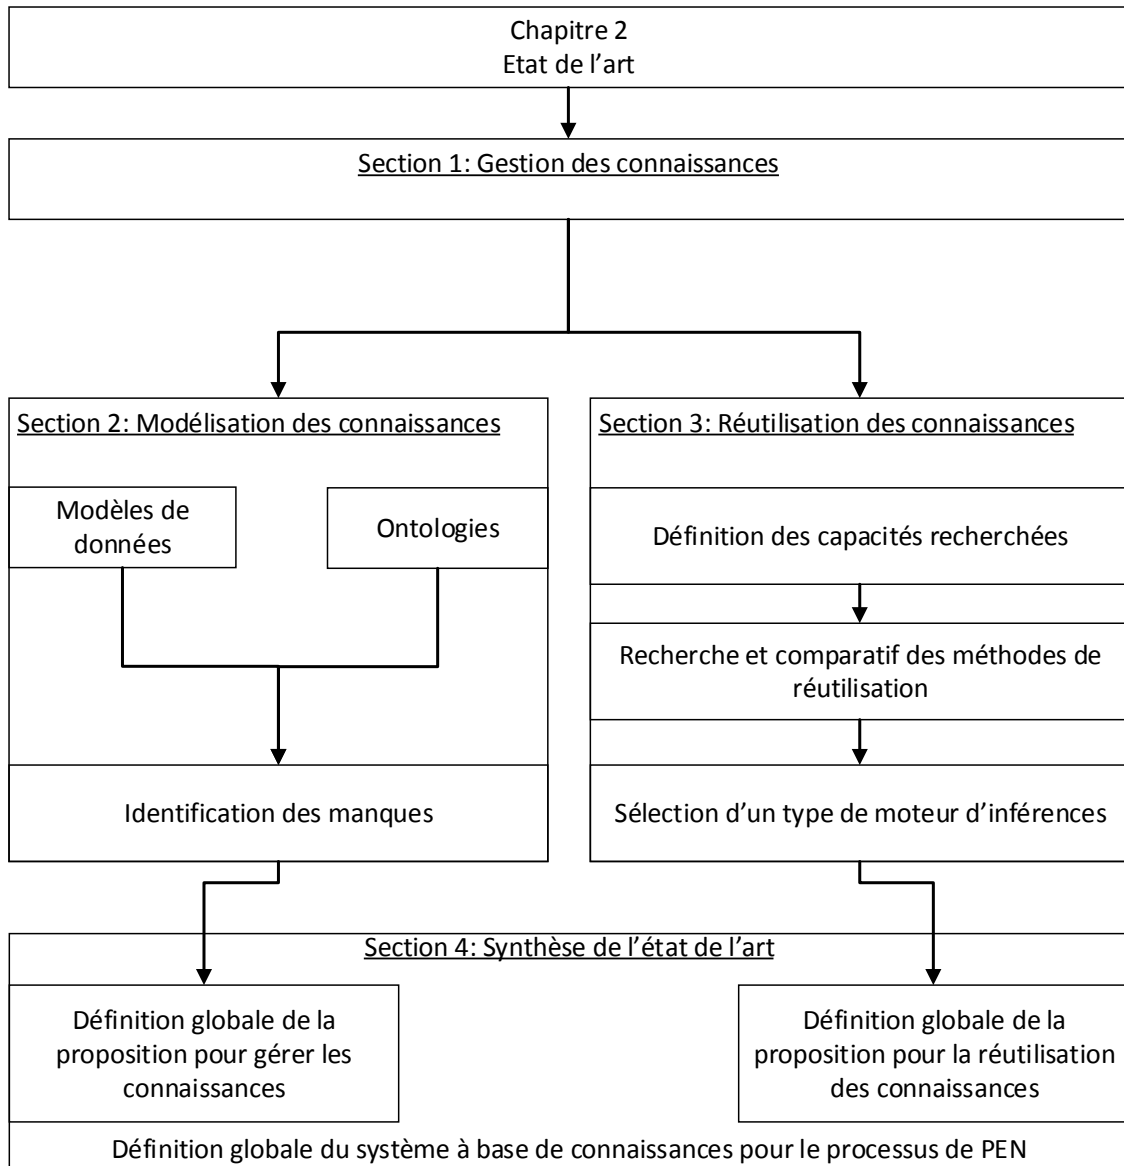 Chapitre 2
Etat de l’art
Section 1: Gestion des connaissances
Section 2: Modélisation des connaissances
Modèles de
données
Ontologies
Identification des manques
Section 3: Réutilisation des connaissances
Définition des capacités recherchées
Recherche et comparatif des méthodes de
réutilisation
Sélection d’un type de moteur d’inférences
Section 4: Synthèse de l’état de l’art
Définition globale de la
proposition pour gérer les
connaissances
Définition globale de la
proposition pour la réutilisation
des connaissances
Définition globale du système à base de connaissances pour le processus de PEN